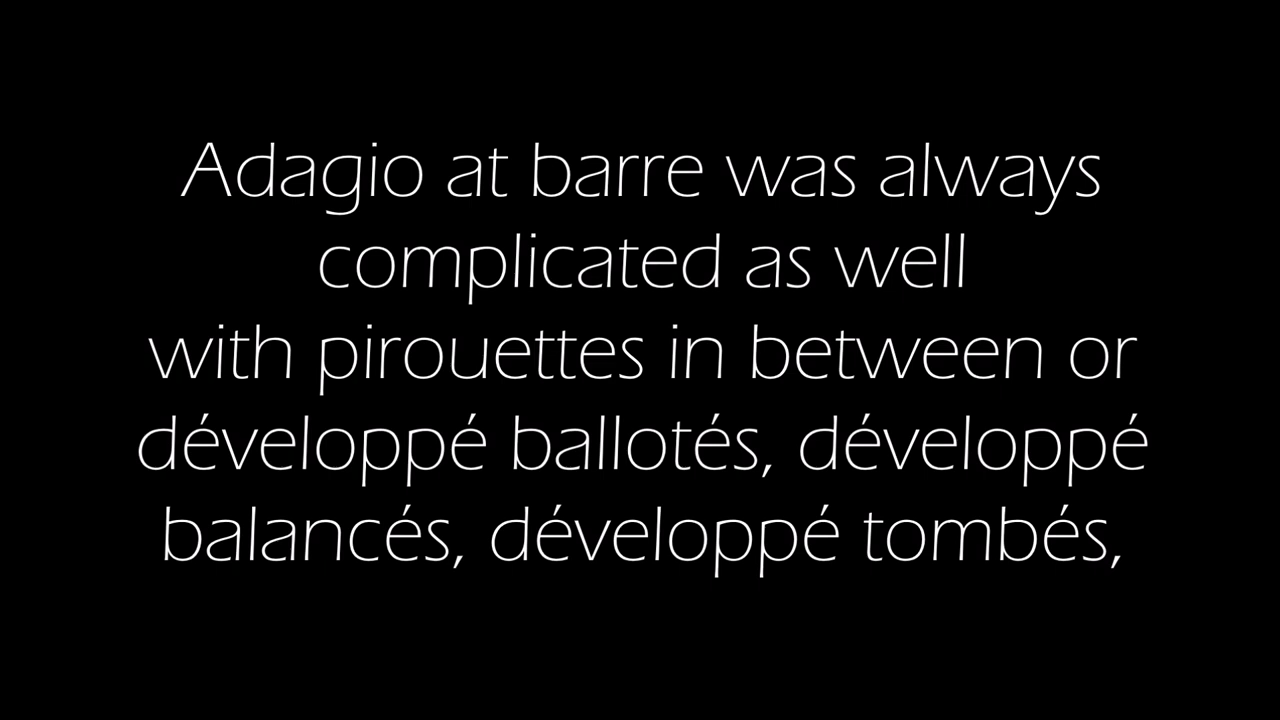 Adagio at barre was always
complicated as well
with pirouettes in between or
développé ballotés, développé
balancés, développé tombés,